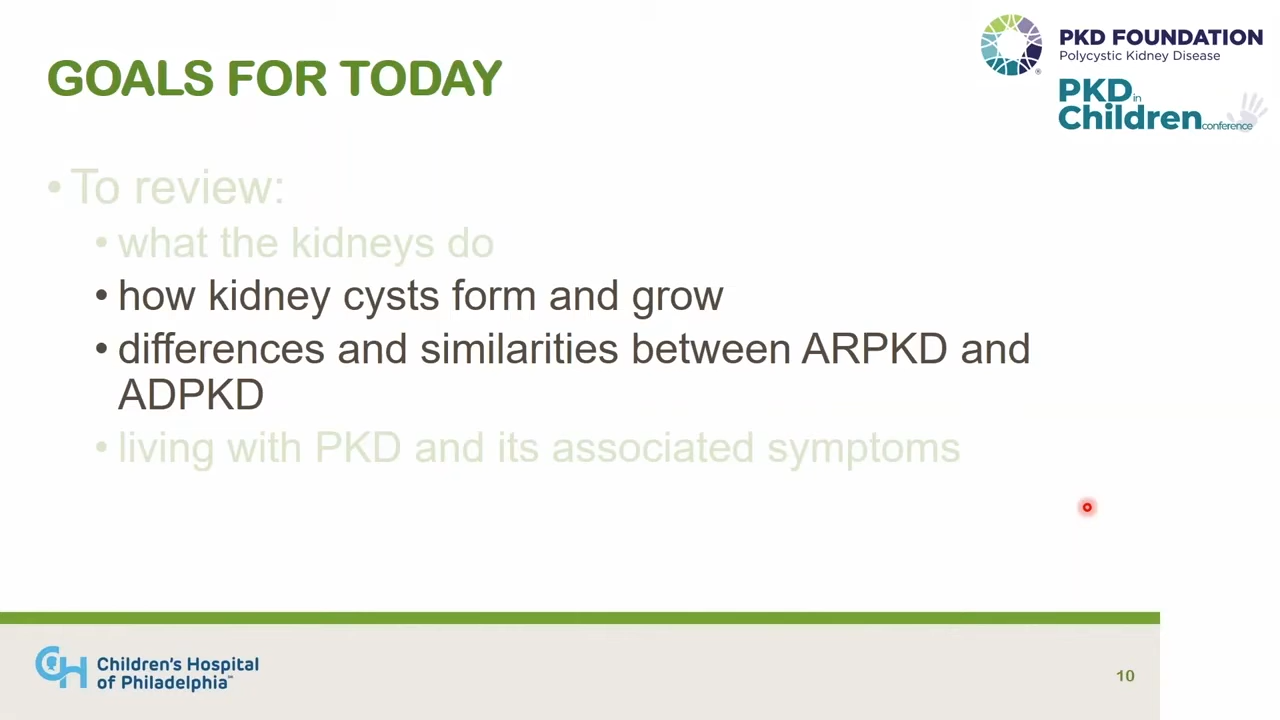 GOALS FOR TODAY
PKD FOUNDATION
Polycystic Kidney Disease
PKD in
Children conference
• To review:
• what the kidneys do
• how kidney cysts form and grow
• differences and similarities between ARPKD and
ADPKD
• living with PKD and its associated symptoms
CH
Children's Hospital
of Philadelphia℠
10